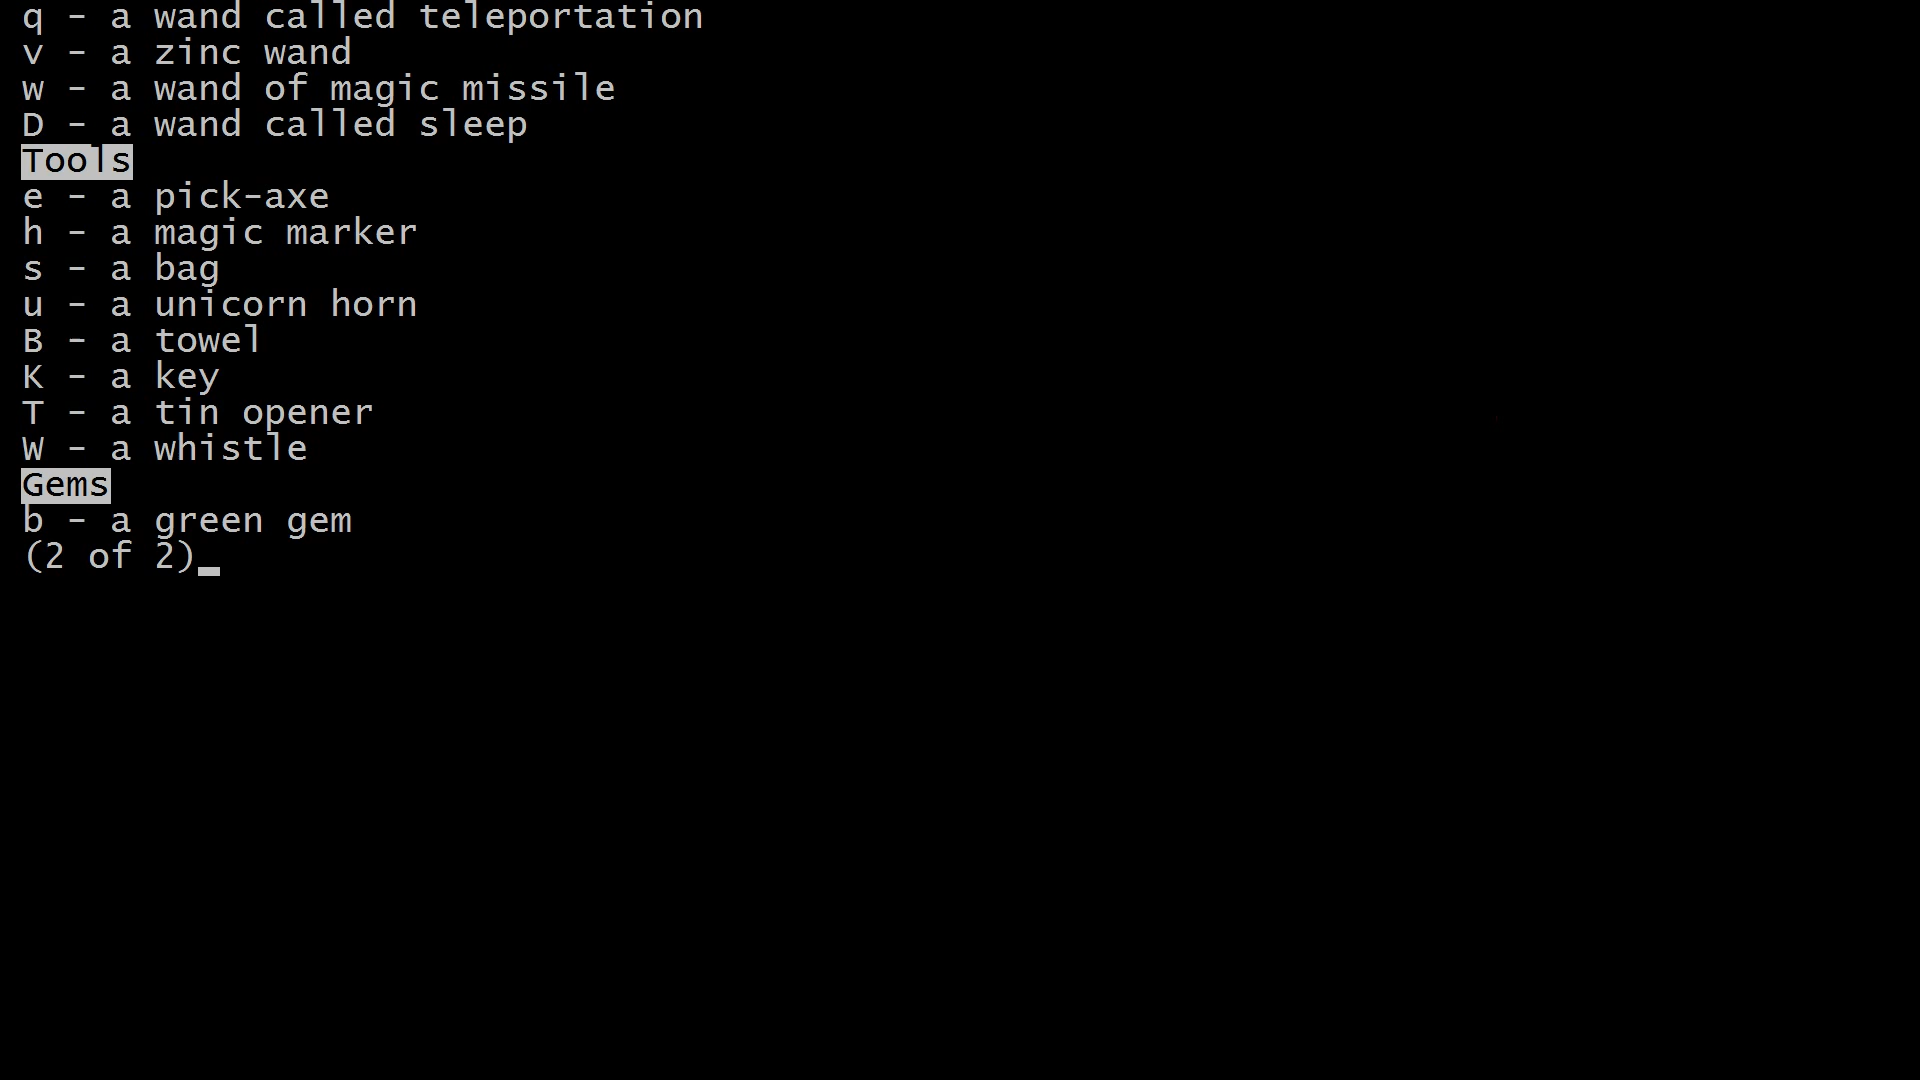 q - a wand called teleportation
v - a zinc wand
w - a wand of magic missile
D - a wand called sleep
Tools
e - a pick-axe
h - a magic marker
s - a bag
u - a unicorn horn
B - a towel
K - a key
T - a tin opener
W - a whistle
Gems
b - a green gem
(2 of 2)